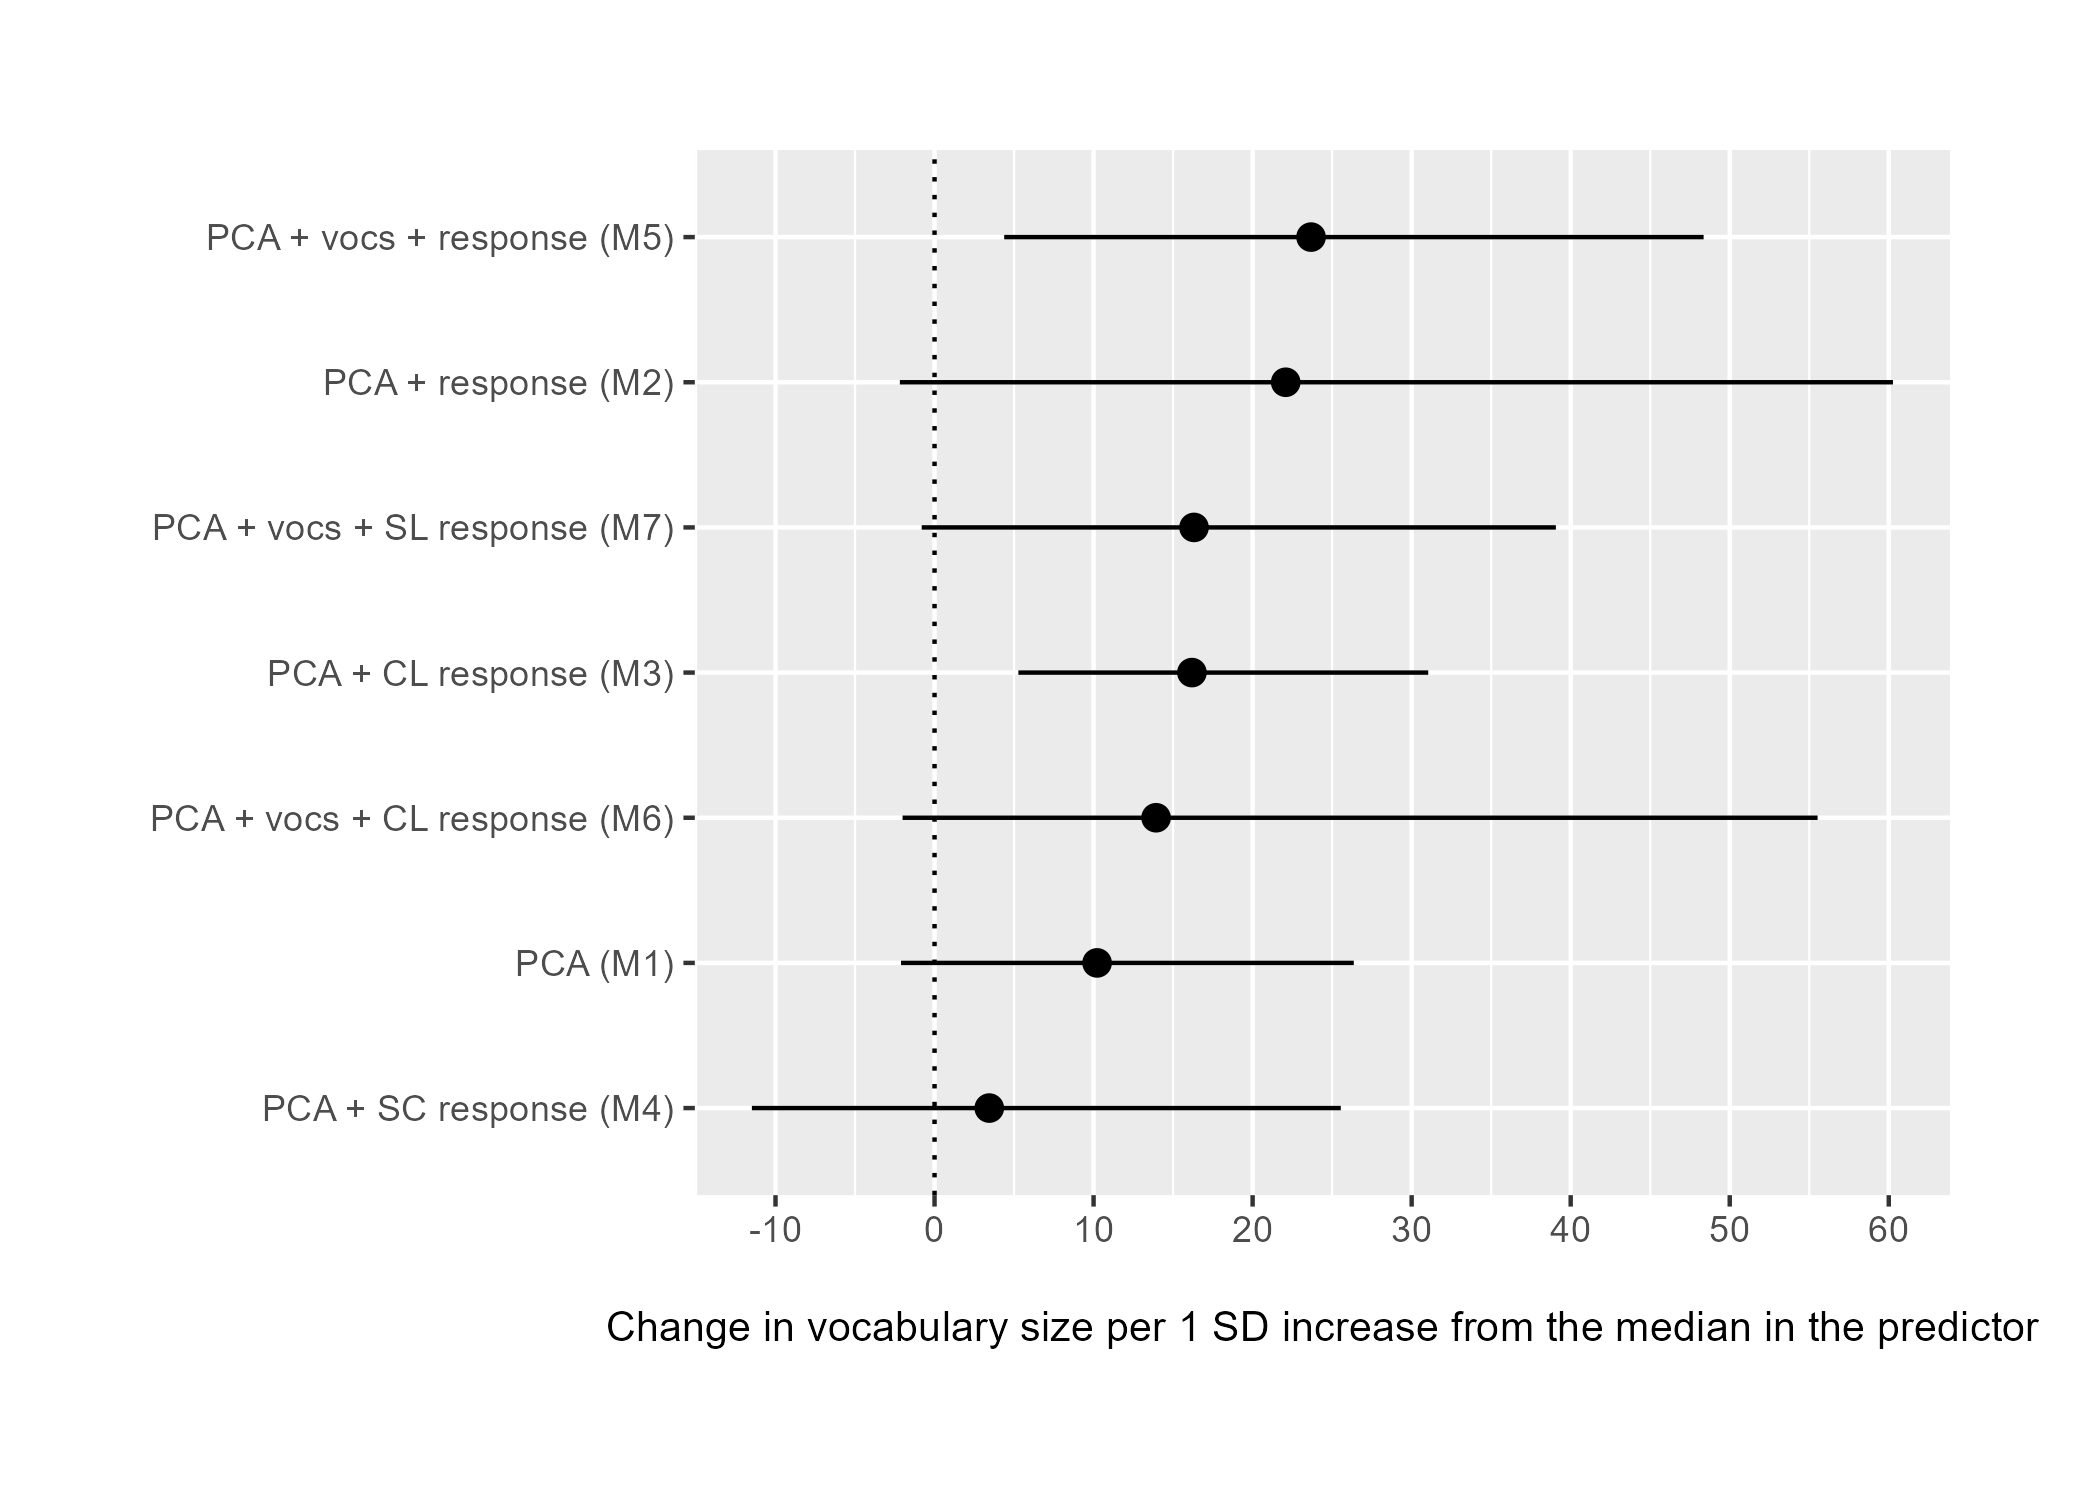 PCA + vocs + response (M5)
PCA + response (M2)
PCA + vocs + SL response (M7)
PCA + CL response (M3)
PCA + vocs + CL response (M6)
PCA (M1)
PCA + SC response (M4)
-10 0 10 20 30 40 50 60
Change in vocabulary size per 1 SD increase from the median in the predictor